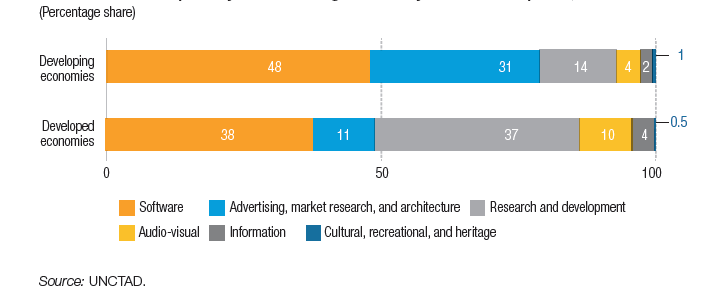 (Percentage share)
Developing
economies
48
31
14
4
2
1
Developed
economies
38
11
37
10
4
0.5
0
50
100
Software
Advertising, market research, and architecture
Research and development
Audio-visual
Information
Cultural, recreational, and heritage
Source: UNCTAD.